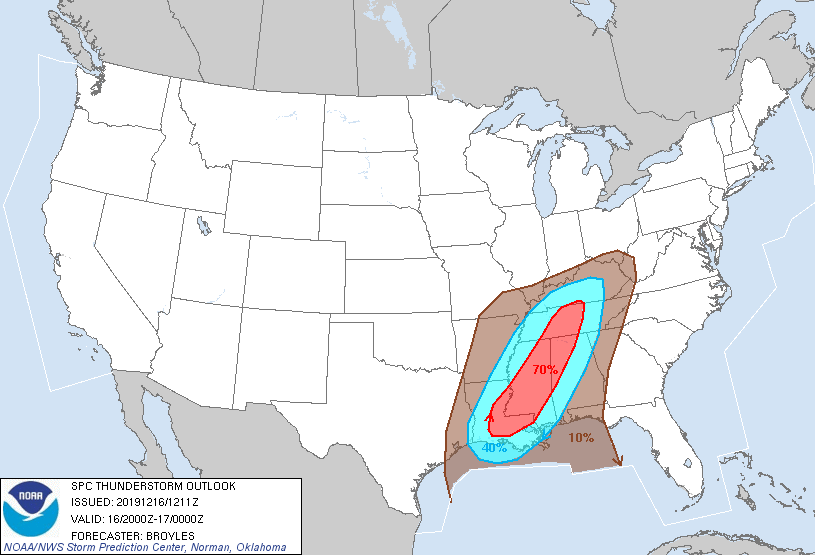 70%
40%
10%
NOAA
SPC THUNDERSTORM OUTLOOK
ISSUED: 20191216/1211Z
VALID: 16/2000Z-17/0000Z
FORECASTER: BROYLES
NOAA/NWS Storm Prediction Center, Norman, Oklahoma